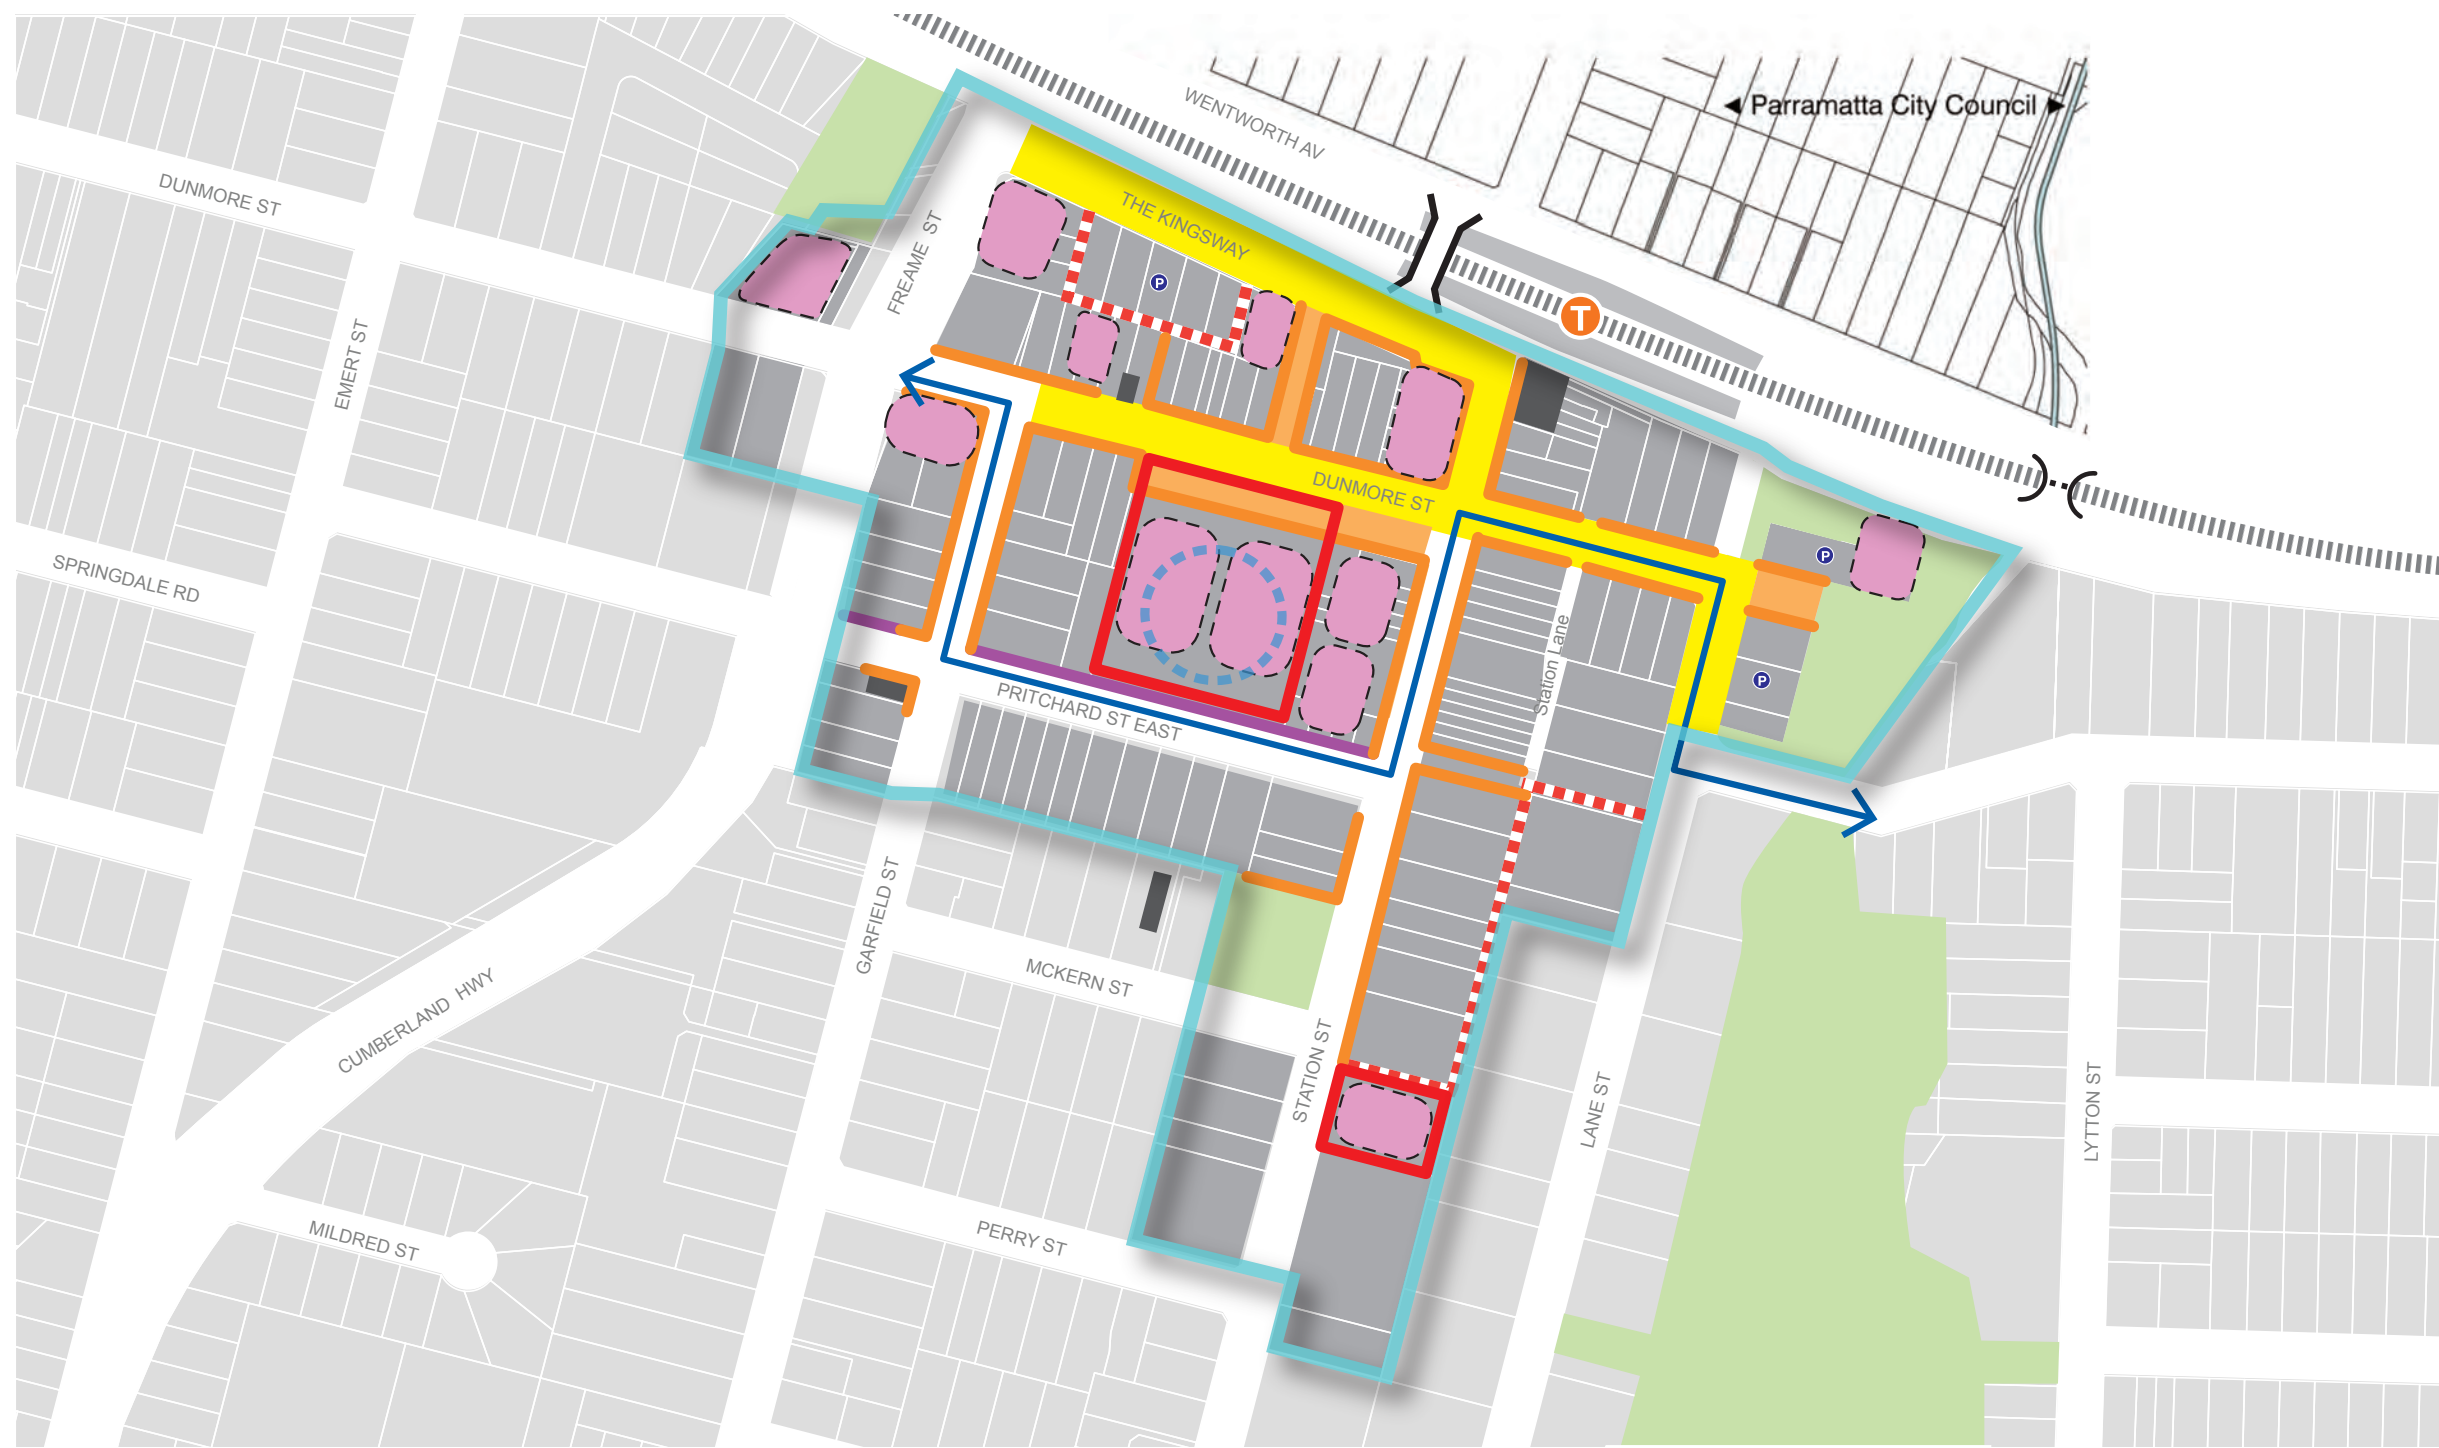 WENTWORTH AV
◄ Parramatta City Council ►
DUNMORE ST
THE KINGSWAY
FREAME ST
P
T
EMERT ST
DUNMORE ST
P
SPRINGDALE RD
Station Lane
P
PRITCHARD ST EAST
GARFIELD ST
MCKERN ST
CUMBERLAND HWY
STATION ST
LANE ST
LYTTON ST
MILDRED ST
PERRY ST